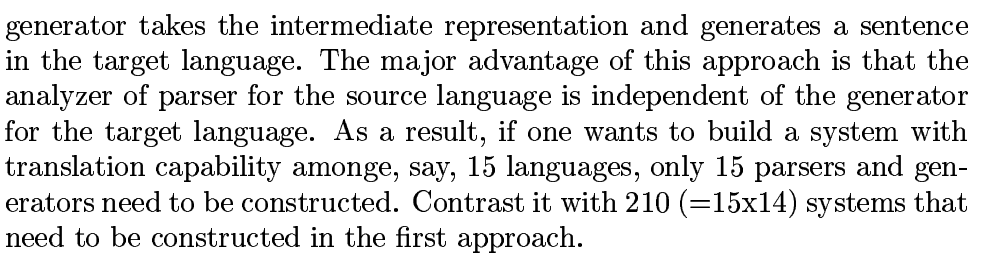 generator takes the intermediate representation and generates a sentence
in the target language. The major advantage of this approach is that the
analyzer of parser for the source language is independent of the generator
for the target language. As a result, if one wants to build a system with
translation capability amonge, say, 15 languages, only 15 parsers and gen-
erators need to be constructed. Contrast it with 210 (=15x14) systems that
need to be constructed in the first approach.